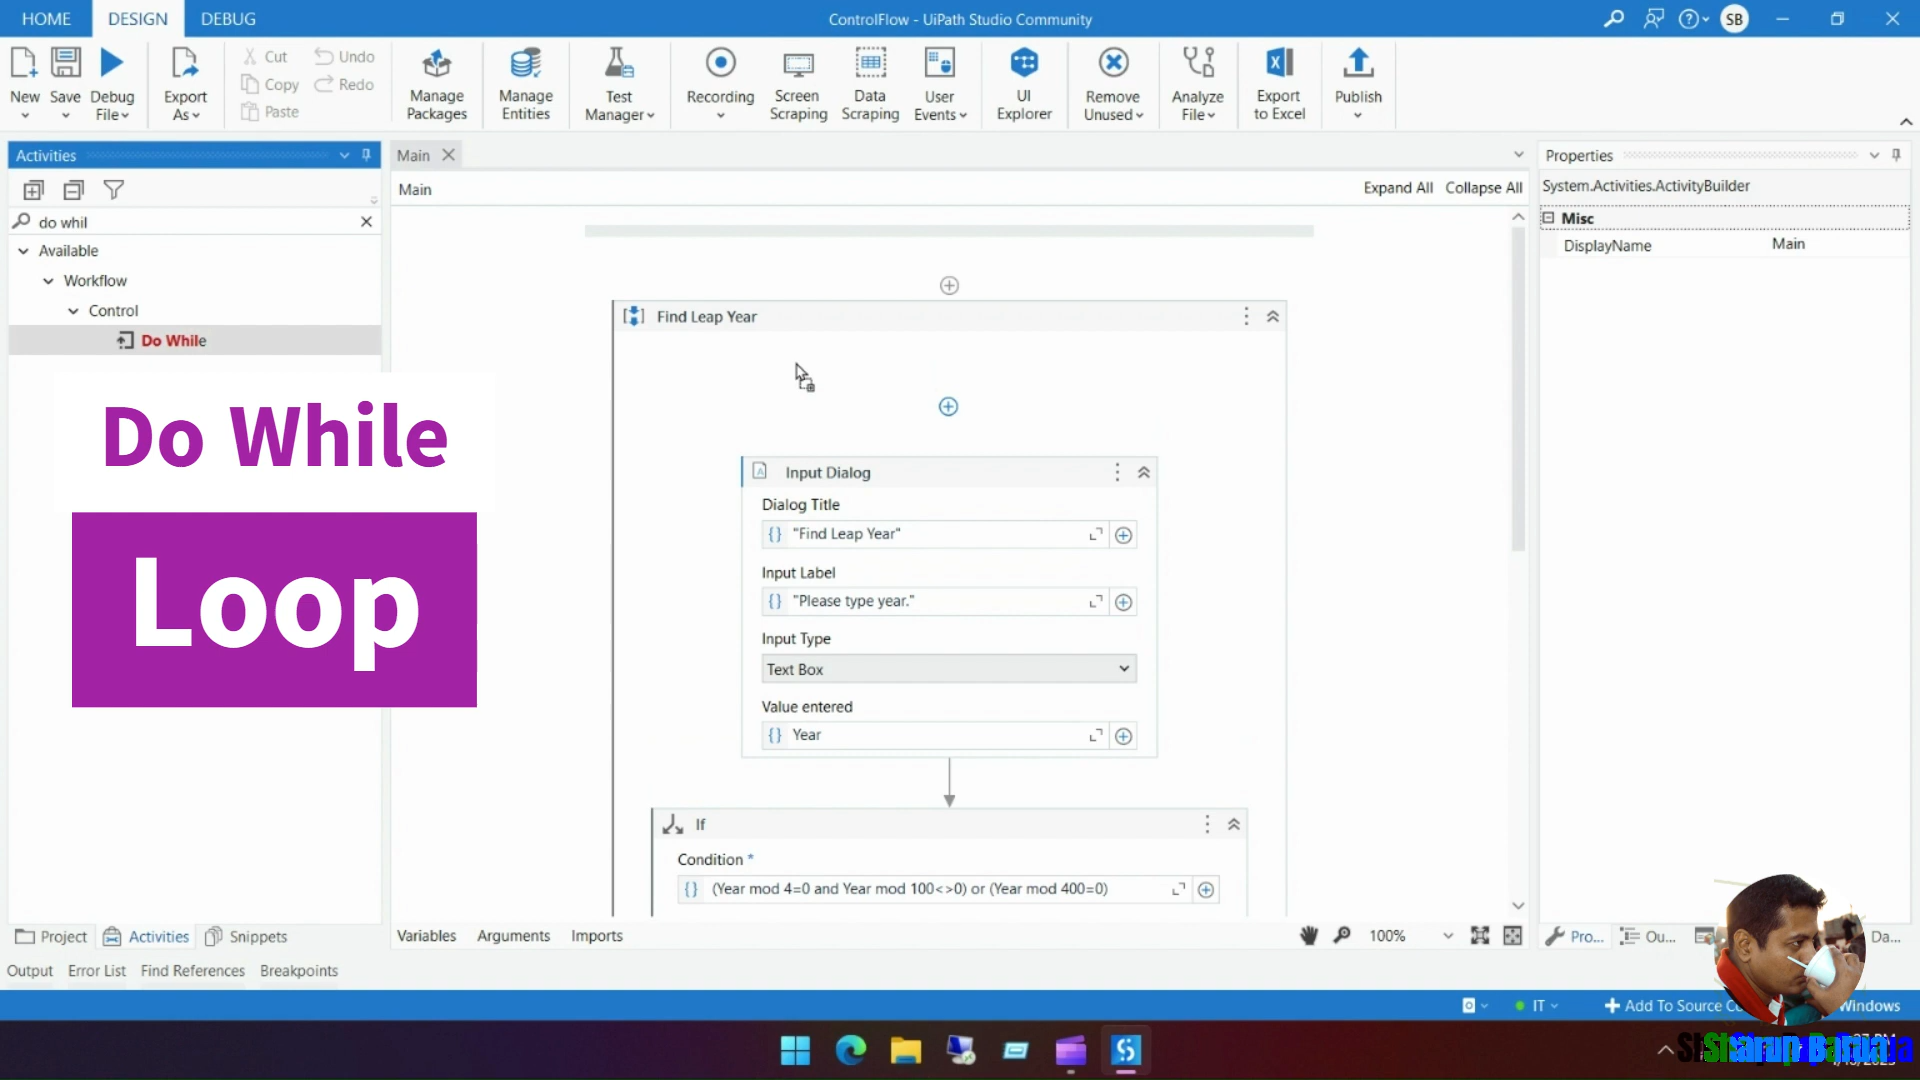 HOME DESIGN DEBUG ControlFlow - UiPath Studio Community SB
New Save Debug File Export As Cut Copy Paste Undo Redo Manage Packages Manage Entities Test Manager Recording Screen Scraping Data Scraping User Events UI Explorer Remove Unused Analyze File Export to Excel Publish
Activities
do whil
Available
Workflow
Control
Do While
Do While
Loop
Main
Main Expand All Collapse All
Find Leap Year
Input Dialog
Dialog Title
"Find Leap Year"
Input Label
"Please type year."
Input Type
Text Box
Value entered
Year
If
Condition *
(Year mod 4=0 and Year mod 100<>0) or (Year mod 400=0)
Properties
System.Activities.ActivityBuilder
Misc
DisplayName Main
Project Activities Snippets
Variables Arguments Imports 100%
Pro... Ou... Da...
Output Error List Find References Breakpoints
IT Add To Source Windows